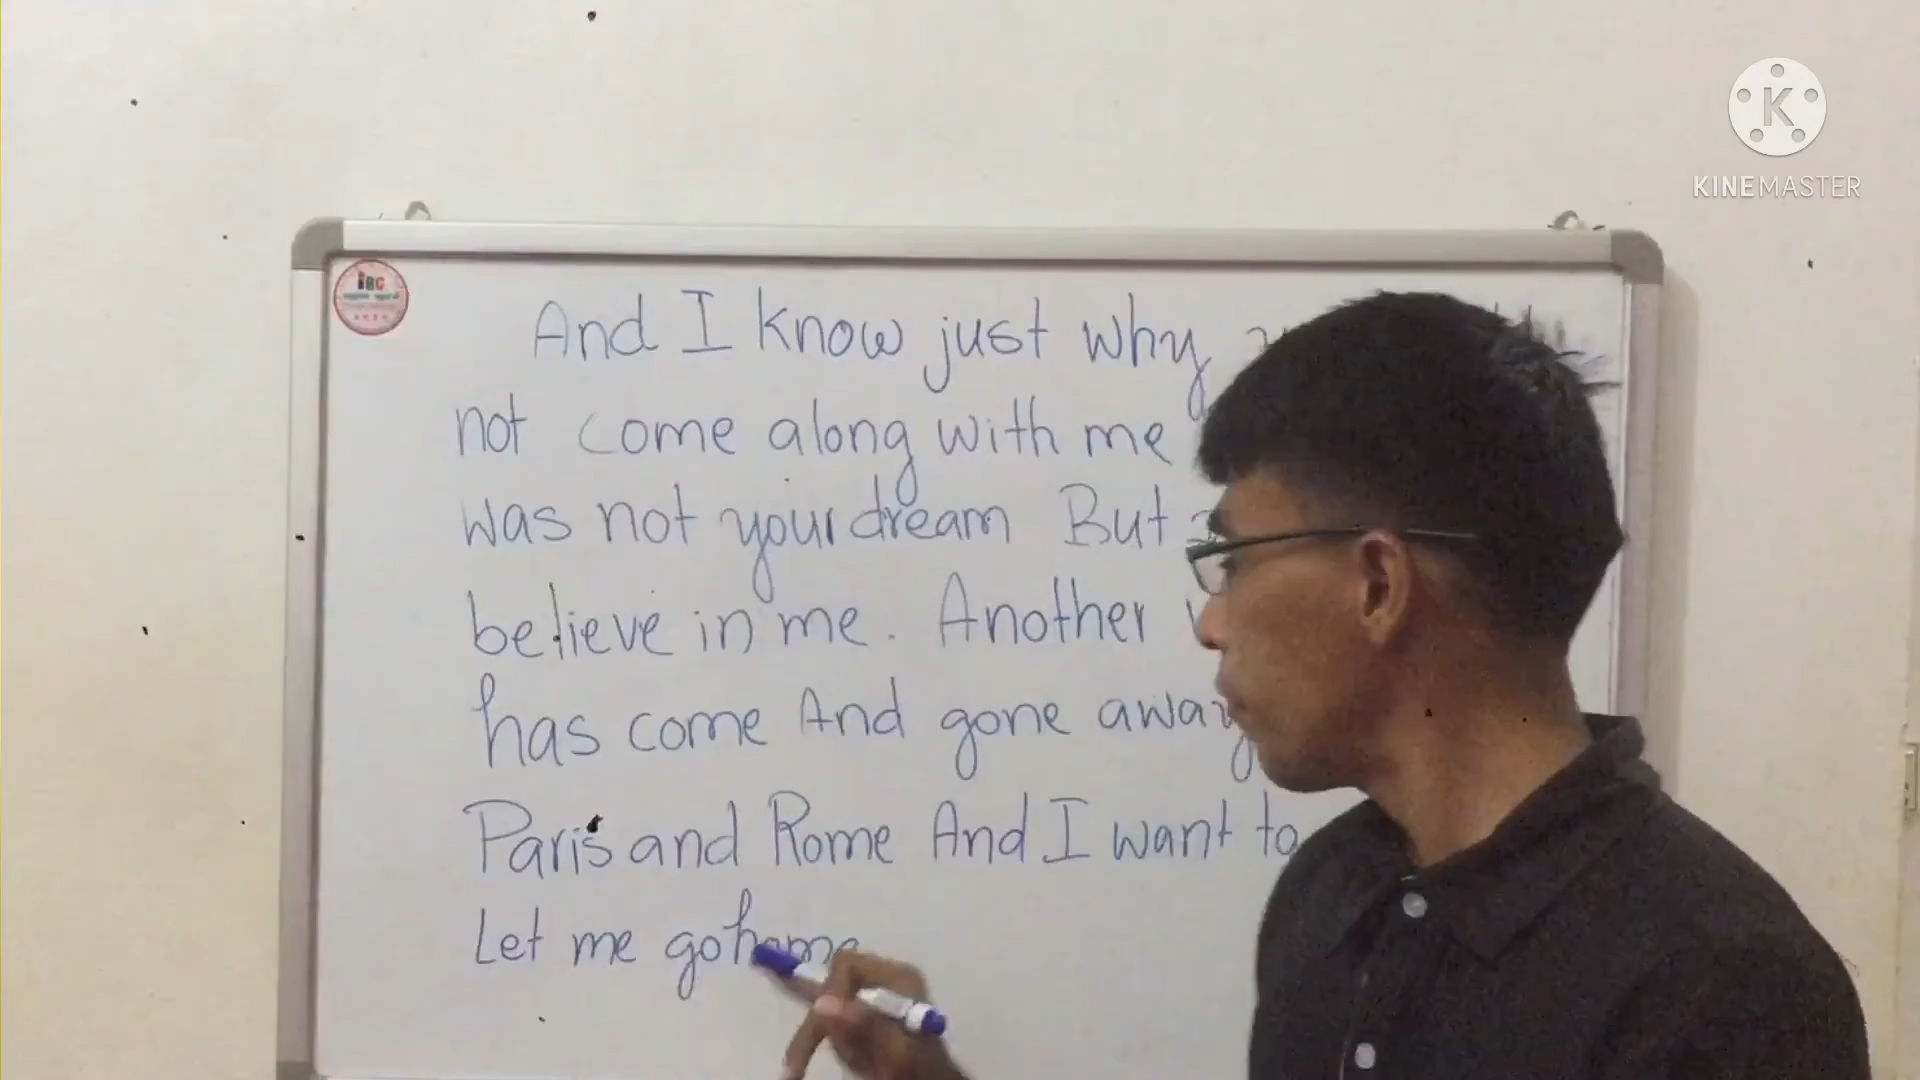 KINEMASTER
iBC
And I know just why
not come along with me
was not your dream But
believe in me. Another
has come And gone away
Paris and Rome And I want to
Let me go home